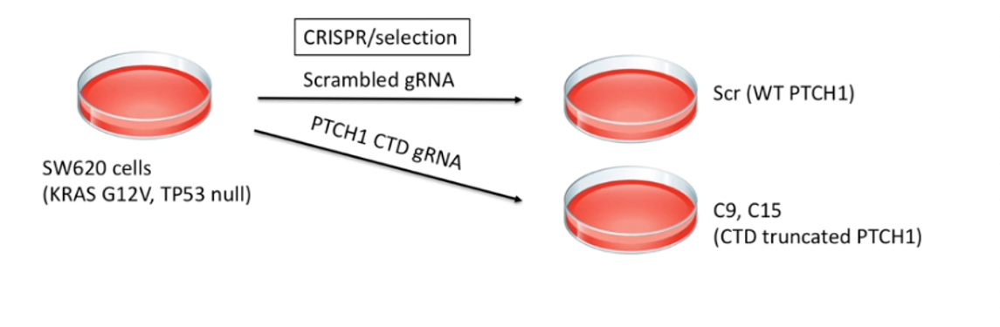 CRISPR/selection
Scrambled gRNA
PTCH1 CTD gRNA
Scr (WT PTCH1)
SW620 cells
(KRAS G12V, TP53 null)
C9, C15
(CTD truncated PTCH1)